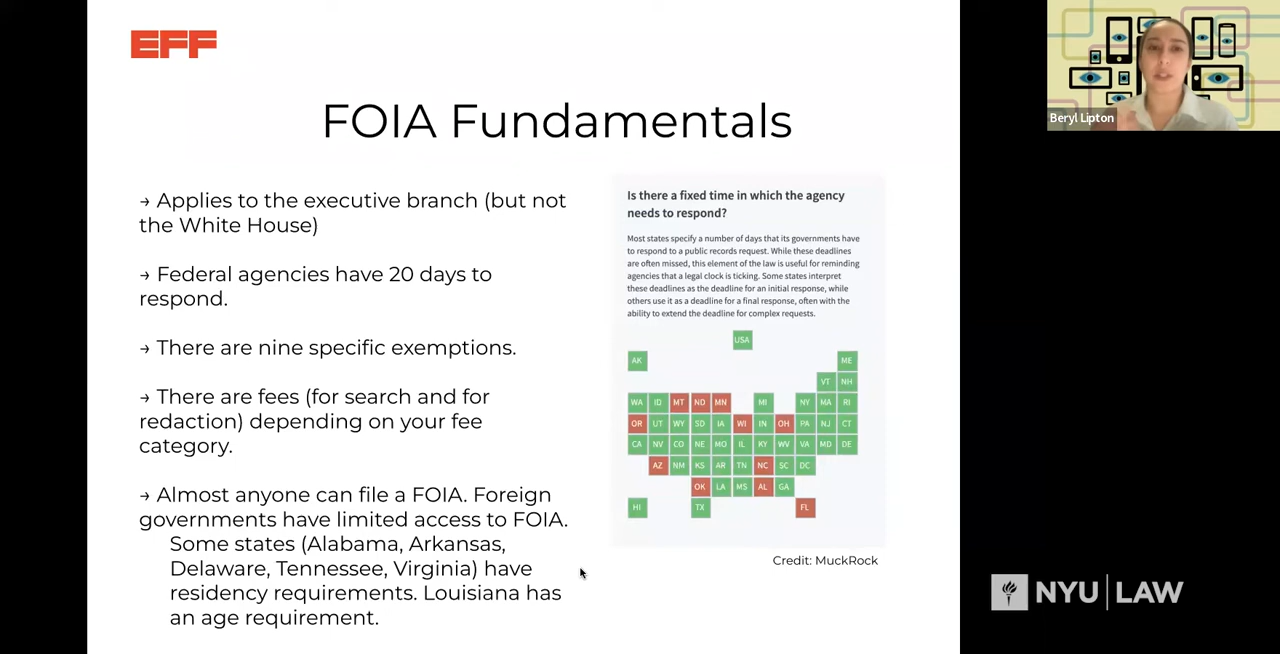 EFF
FOIA Fundamentals
→ Applies to the executive branch (but not
the White House)
→ Federal agencies have 20 days to
respond.
→ There are nine specific exemptions.
→ There are fees (for search and for
redaction) depending on your fee
category.
→ Almost anyone can file a FOIA. Foreign
governments have limited access to FOIA.
Some states (Alabama, Arkansas,
Delaware, Tennessee, Virginia) have
residency requirements. Louisiana has
an age requirement.
Is there a fixed time in which the agency
needs to respond?
Most states specify a number of days that its governments have
to respond to a public records request. While these deadlines
are often missed, this element of the law is useful for reminding
agencies that a legal clock is ticking. Some states interpret
these deadlines as the deadline for an initial response, while
others use it as a deadline for a final response, often with the
ability to extend the deadline for complex requests.
USA
AK ME
VT NH
WA ID MT ND MN MI NY MA RI
OR UT WY SD IA WI IN OH PA NJ CT
CA NV CO NE MO IL KY WV VA MD DE
AZ NM KS AR TN NC SC DC
OK LA MS AL GA
HI TX FL
Credit: MuckRock
Beryl Lipton
NYU | LAW